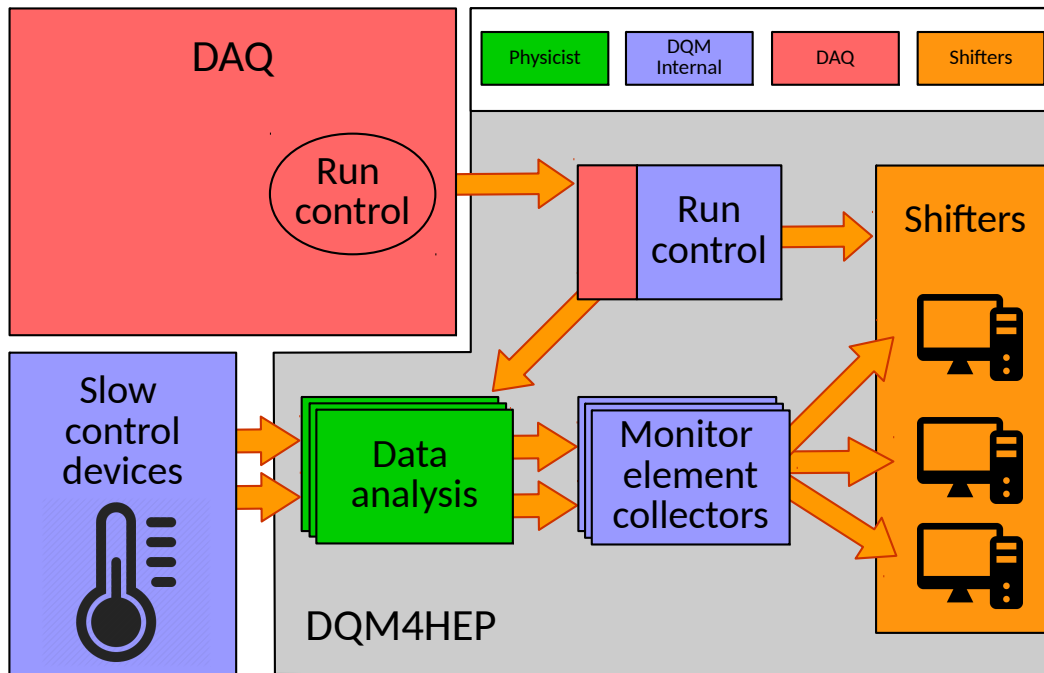 DAQ
Physicist
DQM
Internal
DAQ
Shifters
Run
control
Run
control
Shifters
Slow
control
devices
Data
analysis
Monitor
element
collectors
DQM4HEP